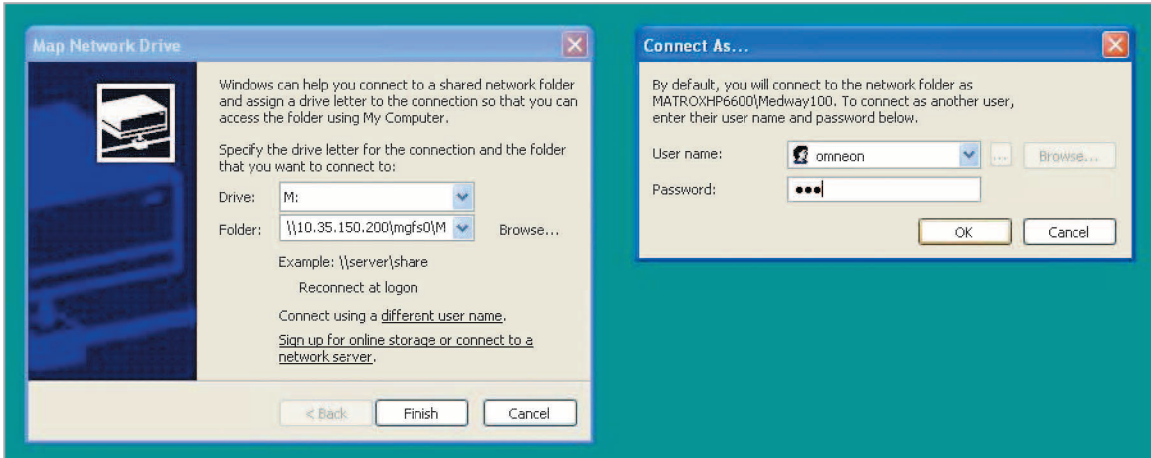 Map Network Drive
Windows can help you connect to a shared network folder
and assign a drive letter to the connection so that you can
access the folder using My Computer.
Specify the drive letter for the connection and the folder
that you want to connect to:
Drive: M:
Folder: \\10.35.150.200\mgfs0\M Browse...
Example: \\server\share
Reconnect at logon
Connect using a different user name.
Sign up for online storage or connect to a
network server.
< Back Finish Cancel
Connect As...
By default, you will connect to the network folder as
MATROXHP6600\Medway100. To connect as another user,
enter their user name and password below.
User name: omneon ... Browse...
Password: •••
OK Cancel